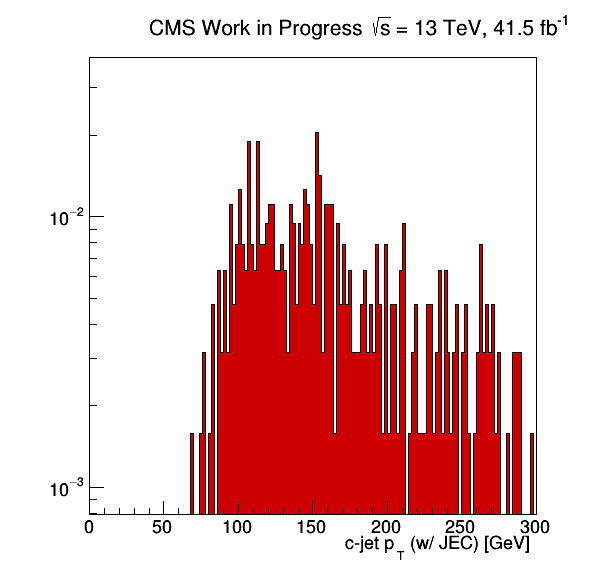 CMS Work in Progress √s = 13 TeV, 41.5 fb⁻¹
10⁻²
10⁻³
0 50 100 150 200 250 300
c-jet p_T (w/ JEC) [GeV]